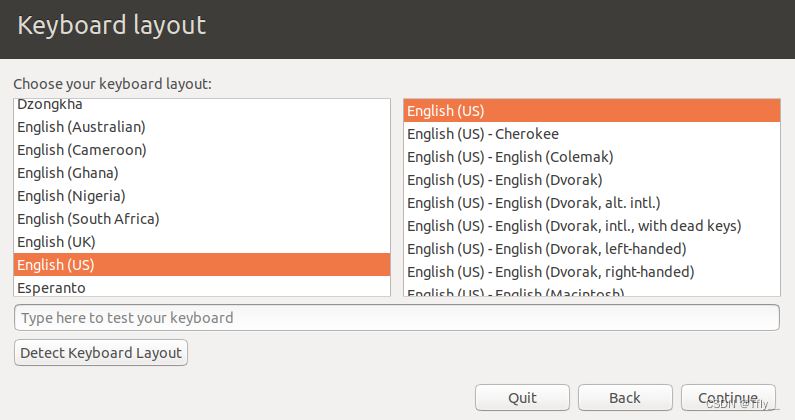 Keyboard layout
Choose your keyboard layout:
Dzongkha
English (Australian)
English (Cameroon)
English (Ghana)
English (Nigeria)
English (South Africa)
English (UK)
English (US)
Esperanto
English (US)
English (US) - Cherokee
English (US) - English (Colemak)
English (US) - English (Dvorak)
English (US) - English (Dvorak, alt. intl.)
English (US) - English (Dvorak, intl., with dead keys)
English (US) - English (Dvorak, left-handed)
English (US) - English (Dvorak, right-handed)
English (US) - English (Macintosh)
Type here to test your keyboard
Detect Keyboard Layout
Quit
Back
Continue